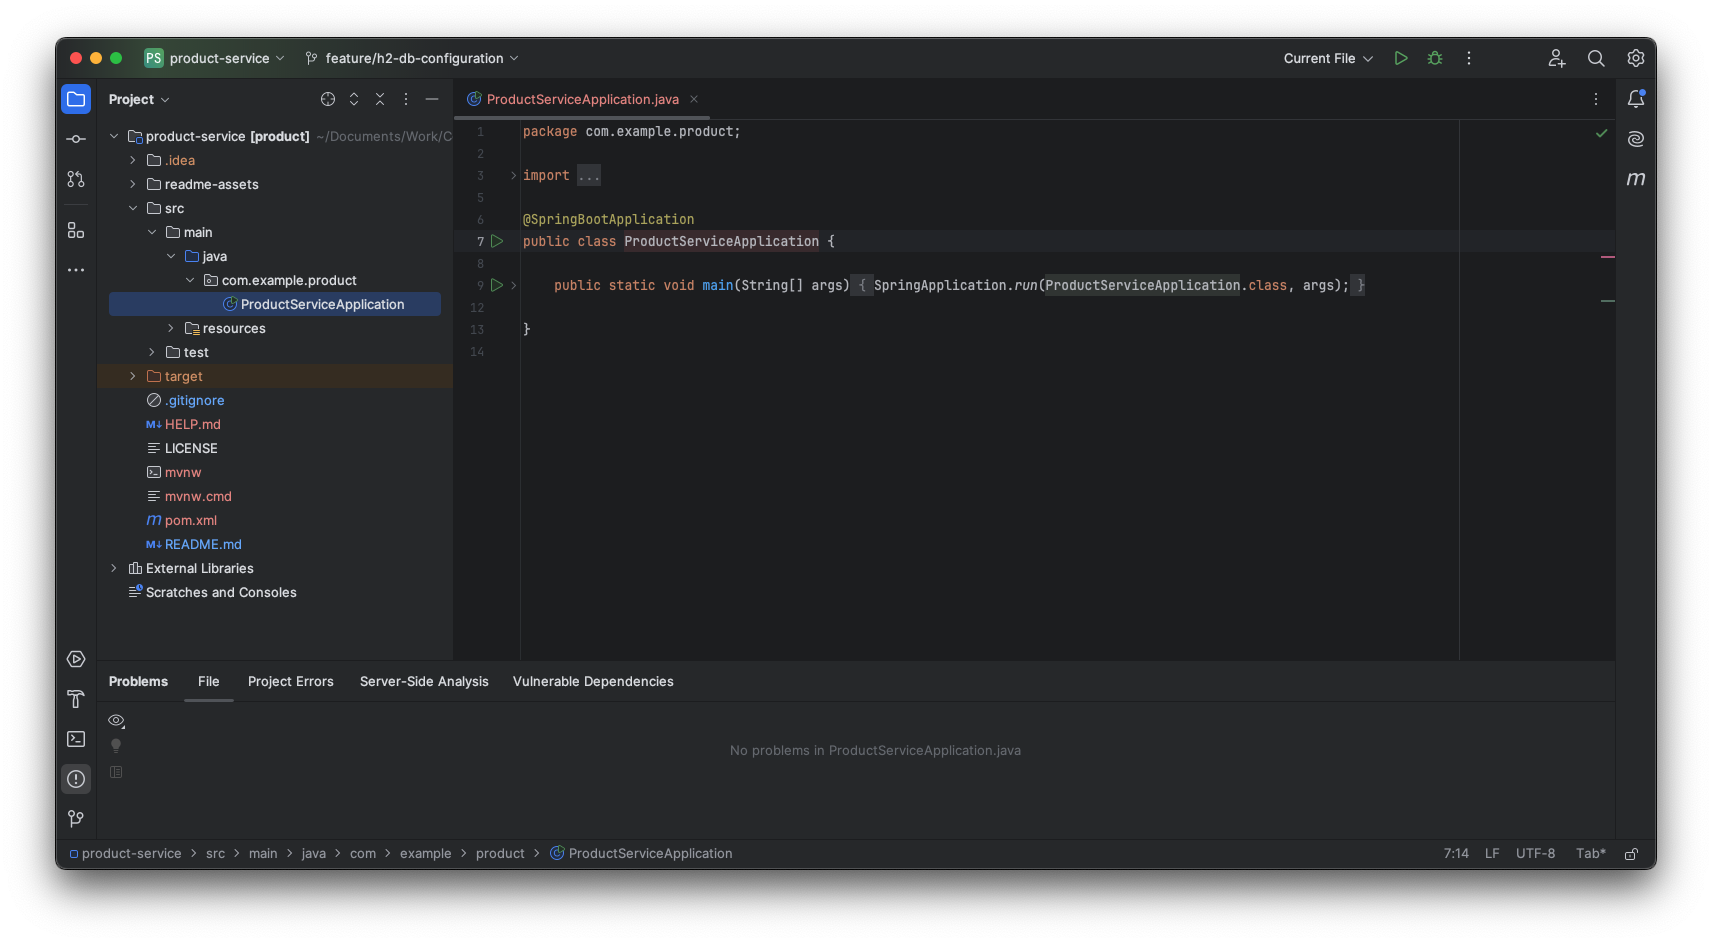 PS product-service feature/h2-db-configuration Current File
Project
ProductServiceApplication.java
product-service [product] ~/Documents/Work/C
.idea
readme-assets
src
main
java
com.example.product
ProductServiceApplication
resources
test
target
.gitignore
M↓ HELP.md
LICENSE
mvnw
mvnw.cmd
m pom.xml
M↓ README.md
External Libraries
Scratches and Consoles
1 package com.example.product;
2
3 import ...
5
6 @SpringBootApplication
7 public class ProductServiceApplication {
8
9 public static void main(String[] args) { SpringApplication.run(ProductServiceApplication.class, args); }
12
13 }
14
m
Problems File Project Errors Server-Side Analysis Vulnerable Dependencies
No problems in ProductServiceApplication.java
product-service > src > main > java > com > example > product > ProductServiceApplication
7:14 LF UTF-8 Tab*